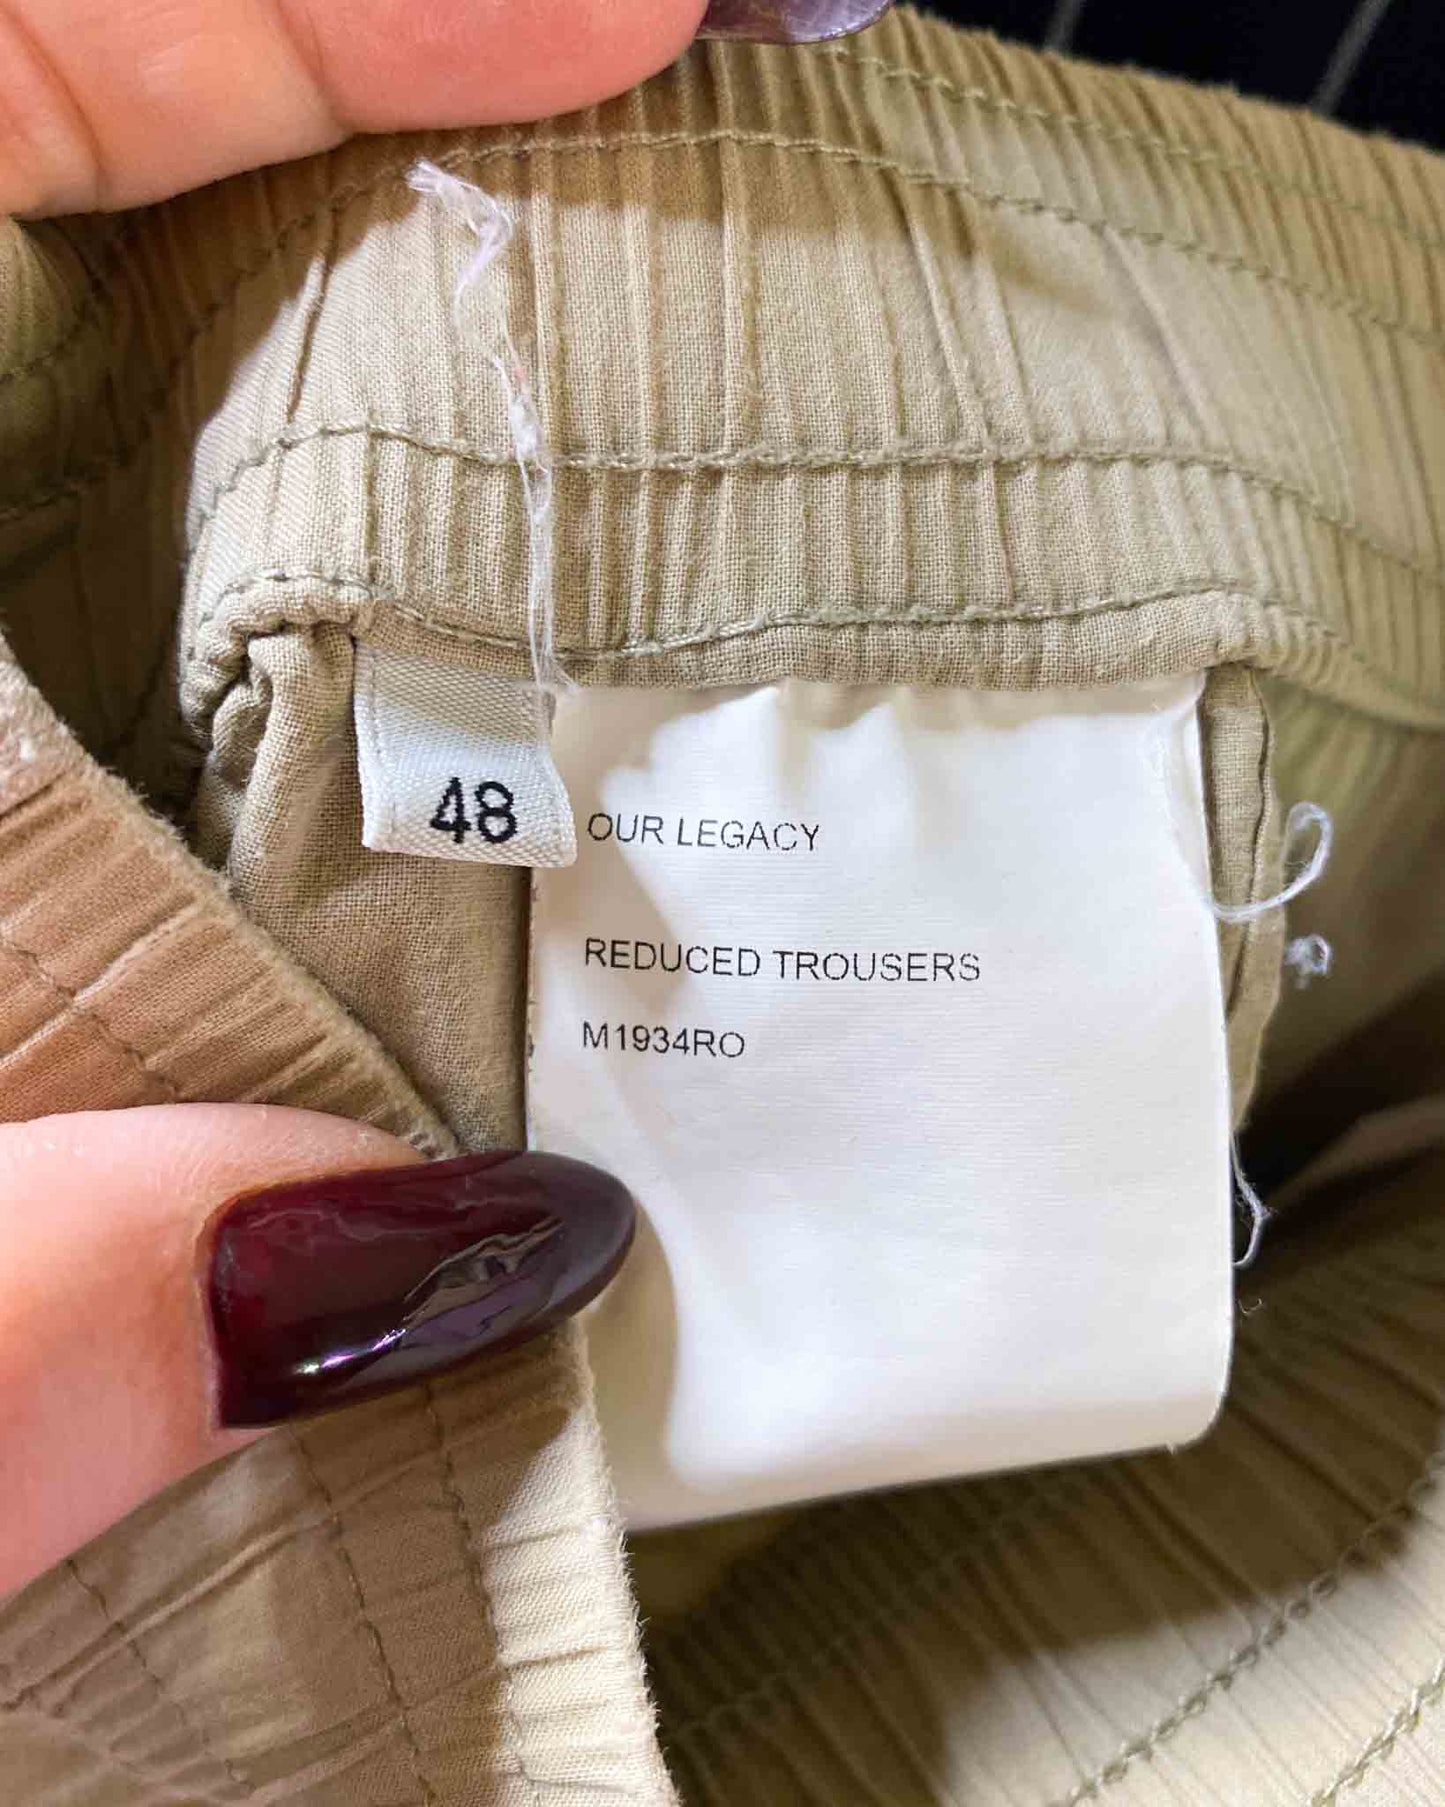 48
OUR LEGACY
REDUCED TROUSERS
M1934RO